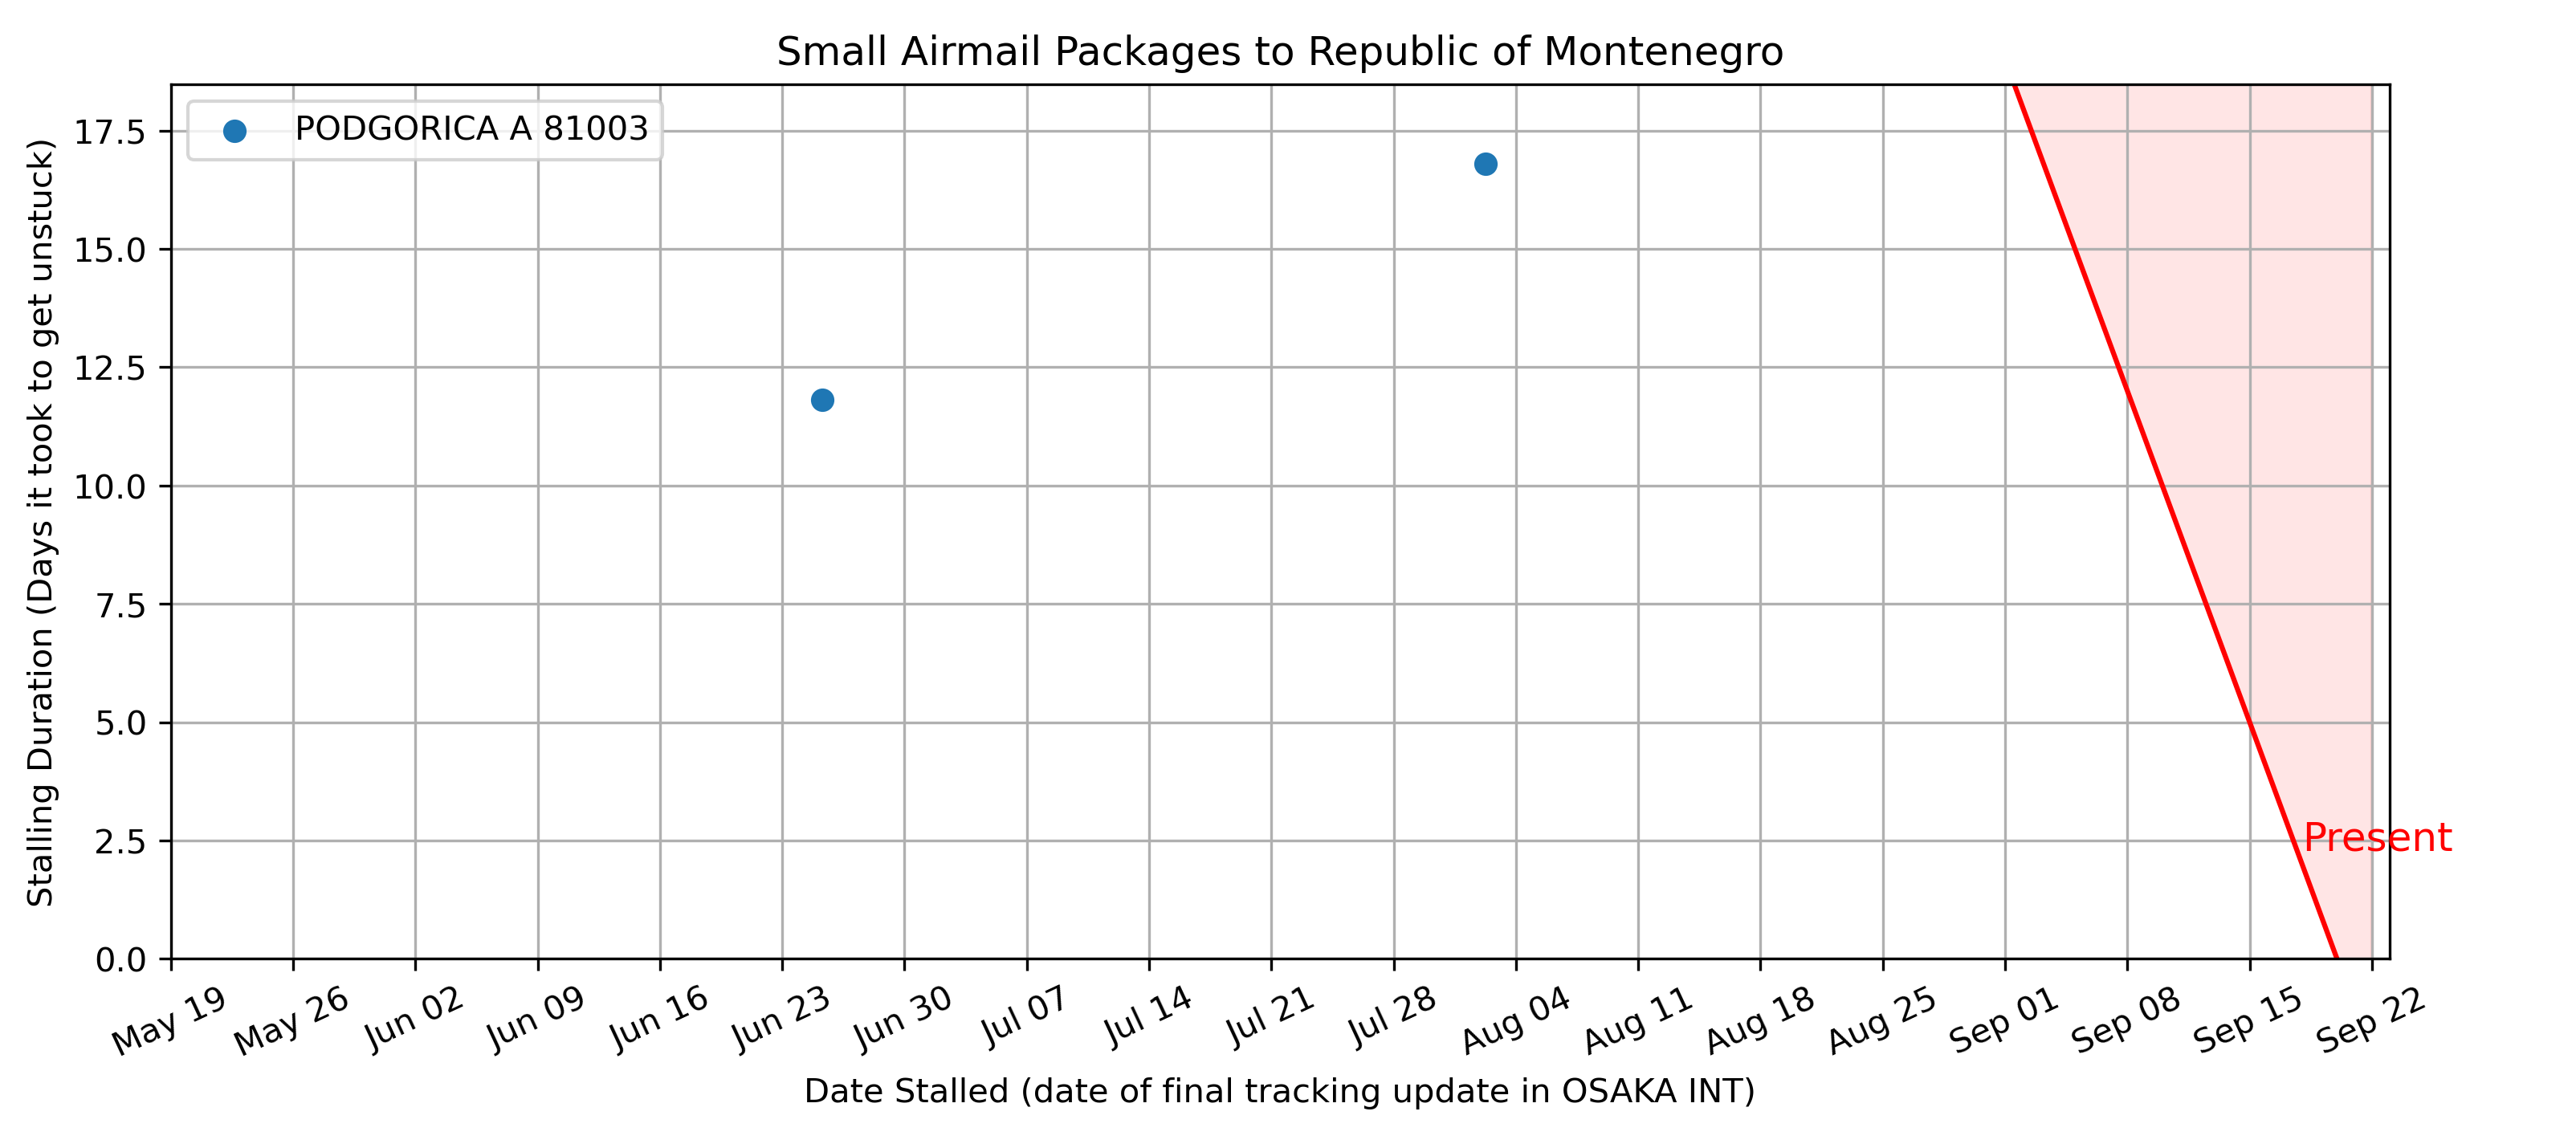 Small Airmail Packages to Republic of Montenegro
PODGORICA A 81003
Stalling Duration (Days it took to get unstuck)
17.5
15.0
12.5
10.0
7.5
5.0
2.5
0.0
Present
May 19
May 26
Jun 02
Jun 09
Jun 16
Jun 23
Jun 30
Jul 07
Jul 14
Jul 21
Jul 28
Aug 04
Aug 11
Aug 18
Aug 25
Sep 01
Sep 08
Sep 15
Sep 22
Date Stalled (date of final tracking update in OSAKA INT)